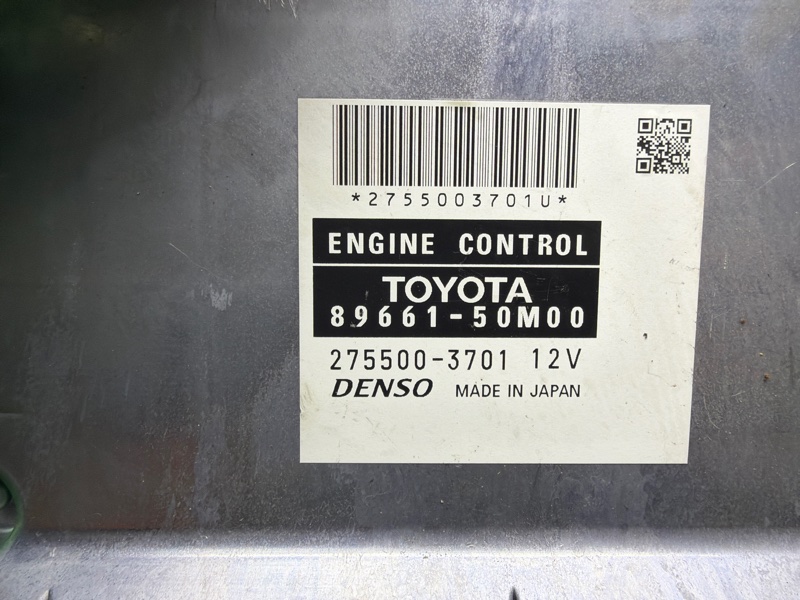 *2755003701U*
ENGINE CONTROL
TOYOTA
89661-50M00
275500-3701 12V
DENSO MADE IN JAPAN